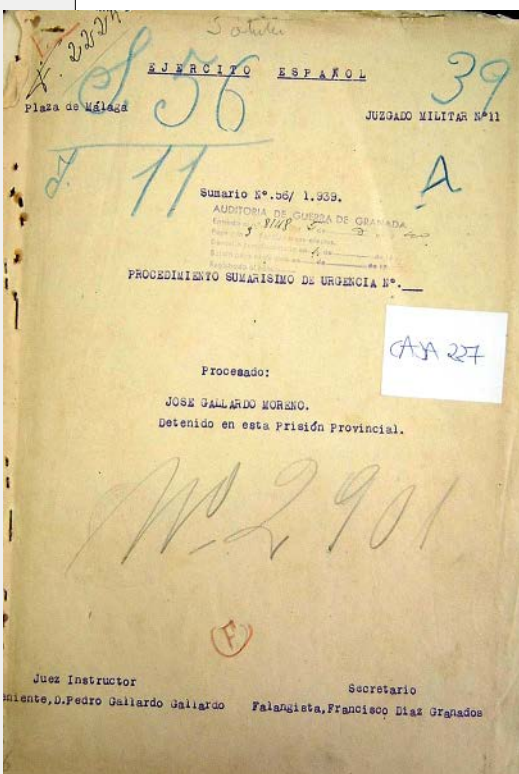 EJERCITO ESPAÑOL
39
Plaza de Málaga
S 56
JUZGADO MILITAR Nº11
11
A
Sumario Nº.56/ 1.939.
AUDITORIA DE GUERRA DE GRANADA
PROCEDIMIENTO SUMARISIMO DE URGENCIA Nº.
CAJA 227
Procesado:
JOSE GALLARDO MORENO.
Detenido en esta Prisión Provincial.
Nº 2901
F
Juez Instructor
Secretario
eniente,D.Pedro Gallardo Gallardo
Falangista,Francisco Diaz Granados